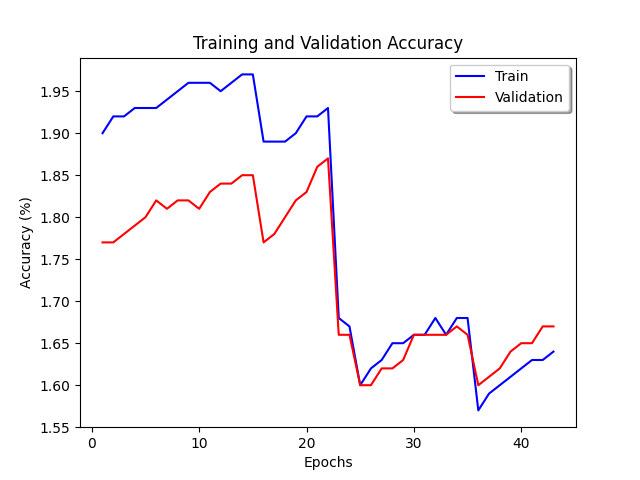 Training and Validation Accuracy
Train
Validation
Accuracy (%)
1.95
1.90
1.85
1.80
1.75
1.70
1.65
1.60
1.55
0 10 20 30 40
Epochs